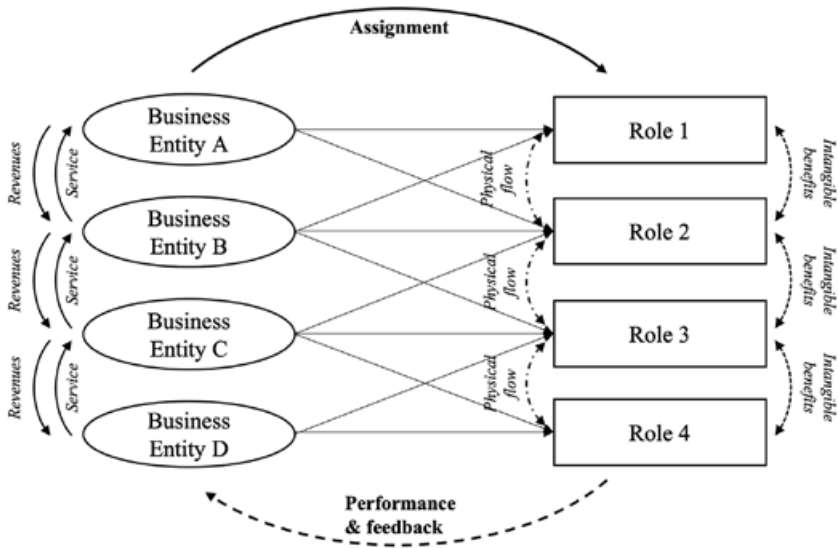 Assignment
Business
Entity A
Role 1
Revenues
Service
Physical
flow
Intangible
benefits
Business
Entity B
Role 2
Revenues
Service
Physical
flow
Intangible
benefits
Business
Entity C
Role 3
Revenues
Service
Physical
flow
Intangible
benefits
Business
Entity D
Role 4
Performance
& feedback